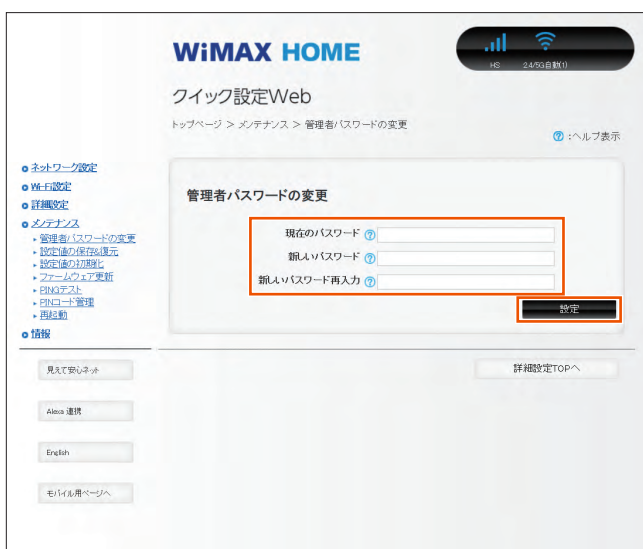 WiMAX HOME
HS
2.4/5G自動(1)
クイック設定Web
トップページ > メンテナンス > 管理者パスワードの変更
?:ヘルプ表示
ネットワーク設定
Wi-Fi設定
詳細設定
メンテナンス
管理者パスワードの変更
設定値の保存&復元
設定値の初期化
ファームウェア更新
PINGテスト
PINコード管理
再起動
情報
見えて安心ネット
Alexa 連携
English
モバイル用ページへ
管理者パスワードの変更
現在のパスワード ?
新しいパスワード ?
新しいパスワード再入力 ?
設定
詳細設定TOPへ